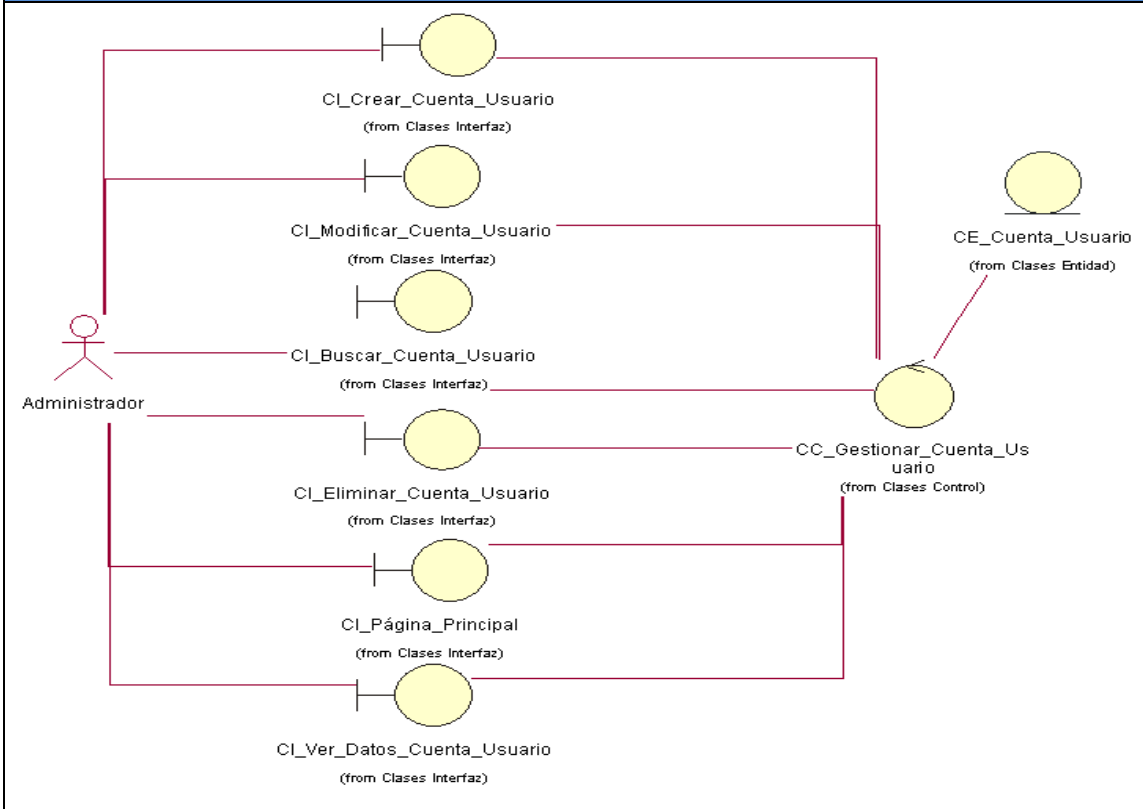 CI_Crear_Cuenta_Usuario
(from Clases Interfaz)
CI_Modificar_Cuenta_Usuario
(from Clases Interfaz)
CE_Cuenta_Usuario
(from Clases Entidad)
CI_Buscar_Cuenta_Usuario
(from Clases Interfaz)
Administrador
CC_Gestionar_Cuenta_Us
uario
(from Clases Control)
CI_Eliminar_Cuenta_Usuario
(from Clases Interfaz)
CI_Página_Principal
(from Clases Interfaz)
CI_Ver_Datos_Cuenta_Usuario
(from Clases Interfaz)